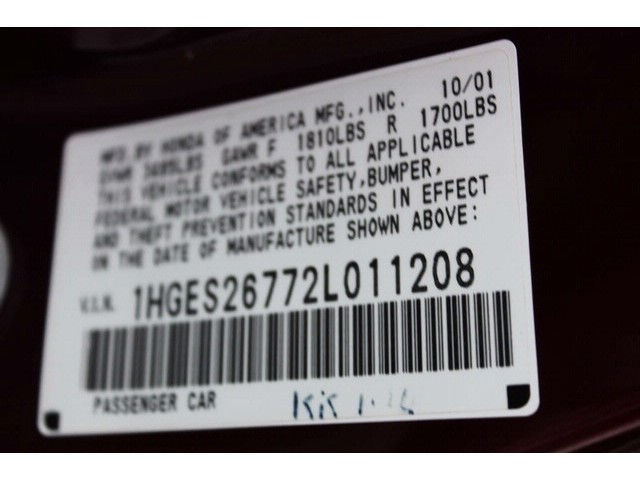 10/01
MFD. BY HONDA OF AMERICA MFG.,INC.
GVWR 3685LBS GAWR F 1810LBS R 1700LBS
THIS VEHICLE CONFORMS TO ALL APPLICABLE
FEDERAL MOTOR VEHICLE SAFETY,BUMPER,
AND THEFT PREVENTION STANDARDS IN EFFECT
ON THE DATE OF MANUFACTURE SHOWN ABOVE:
V.I.N. 1HGES26772L011208
PASSENGER CAR